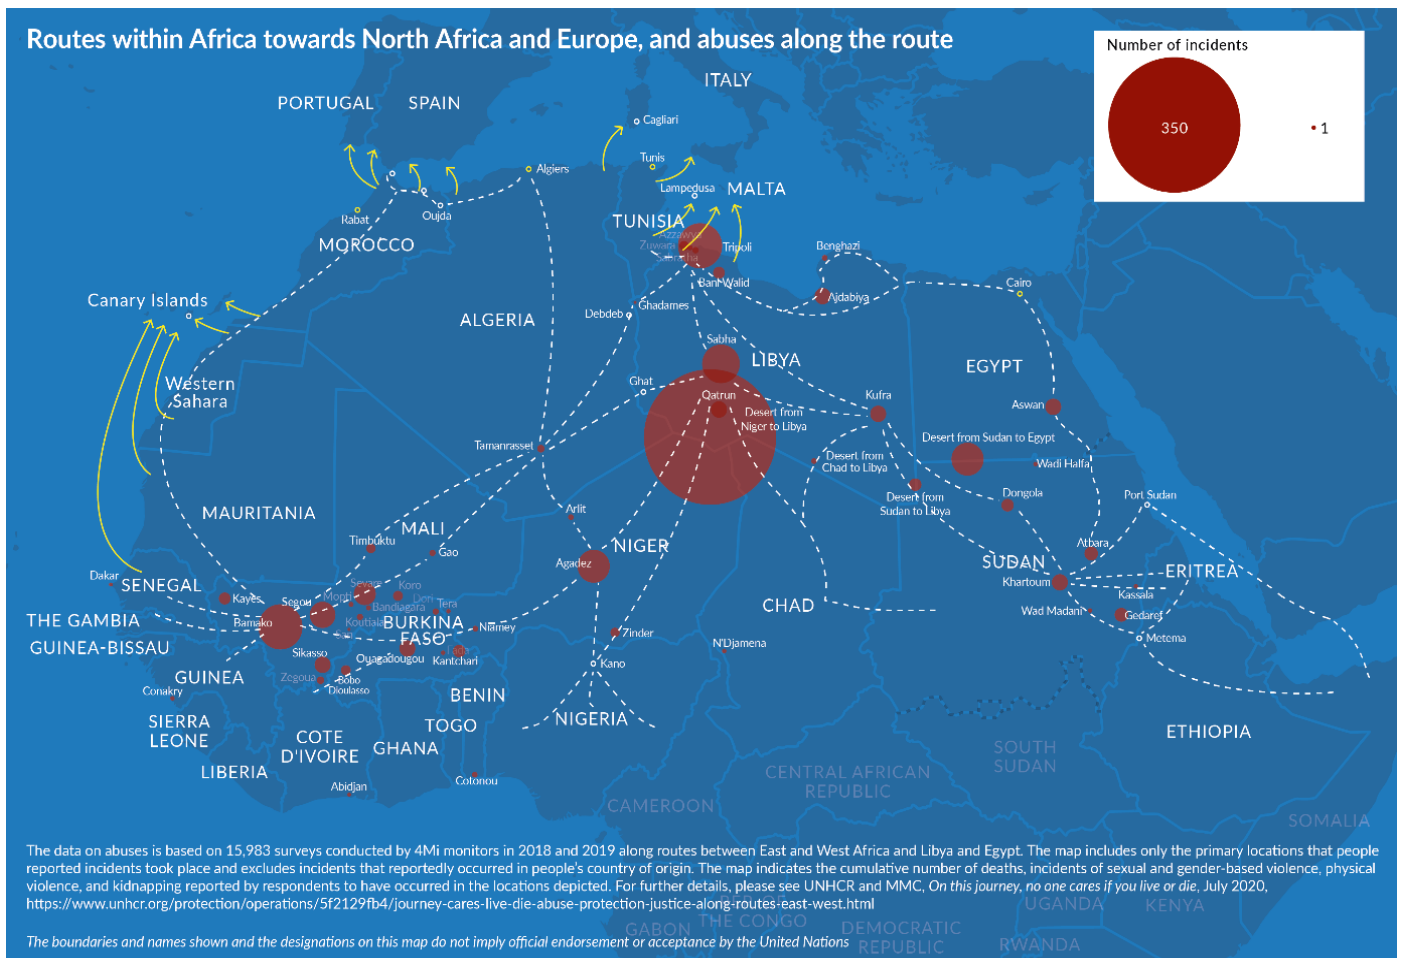 Routes within Africa towards North Africa and Europe, and abuses along the route
Number of incidents
350
1
ITALY
PORTUGAL
SPAIN
Cagliari
Tunis
Algiers
Lampedusa
MALTA
Rabat
Oujda
TUNISIA
MOROCCO
Azzawya
Zuwara
Tripoli
Sabratha
Benghazi
Bani Walid
Cairo
Canary Islands
Ajdabiya
Ghadames
Debdeb
ALGERIA
Sabha
LIBYA
EGYPT
Western
Sahara
Ghat
Qatrun
Kufra
Aswan
Desert from
Niger to Libya
Desert from Sudan to Egypt
Tamanrasset
Desert from
Chad to Libya
Wadi Halfa
Desert from
Sudan to Libya
Dongola
Port Sudan
MAURITANIA
Arlit
MALI
Timbuktu
Gao
NIGER
Atbara
Agadez
SUDAN
ERITREA
Dakar
SENEGAL
Khartoum
Kassala
Kayes
Segou
Sevare
Mopti
Koro
Bandiagara
Dori
Tera
CHAD
Wad Madani
Gedaref
THE GAMBIA
Bamako
Koutiala
San
BURKINA
FASO
Niamey
Zinder
N'Djamena
Metema
GUINEA-BISSAU
Sikasso
Ouagadougou
Fada
Kantchari
Kano
GUINEA
Zegoua
Bobo
Dioulasso
Conakry
BENIN
SIERRA
LEONE
TOGO
NIGERIA
COTE
D'IVOIRE
GHANA
ETHIOPIA
LIBERIA
SOUTH
SUDAN
Abidjan
Cotonou
CENTRAL AFRICAN
REPUBLIC
CAMEROON
SOMALIA
The data on abuses is based on 15,983 surveys conducted by 4Mi monitors in 2018 and 2019 along routes between East and West Africa and Libya and Egypt. The map includes only the primary locations that people
reported incidents took place and excludes incidents that reportedly occurred in people's country of origin. The map indicates the cumulative number of deaths, incidents of sexual and gender-based violence, physical
violence, and kidnapping reported by respondents to have occurred in the locations depicted. For further details, please see UNHCR and MMC, On this journey, no one cares if you live or die, July 2020,
https://www.unhcr.org/protection/operations/5f2129fb4/journey-cares-live-die-abuse-protection-justice-along-routes-east-west.html
THE CONGO
UGANDA
KENYA
GABON
DEMOCRATIC
REPUBLIC
RWANDA
The boundaries and names shown and the designations on this map do not imply official endorsement or acceptance by the United Nations